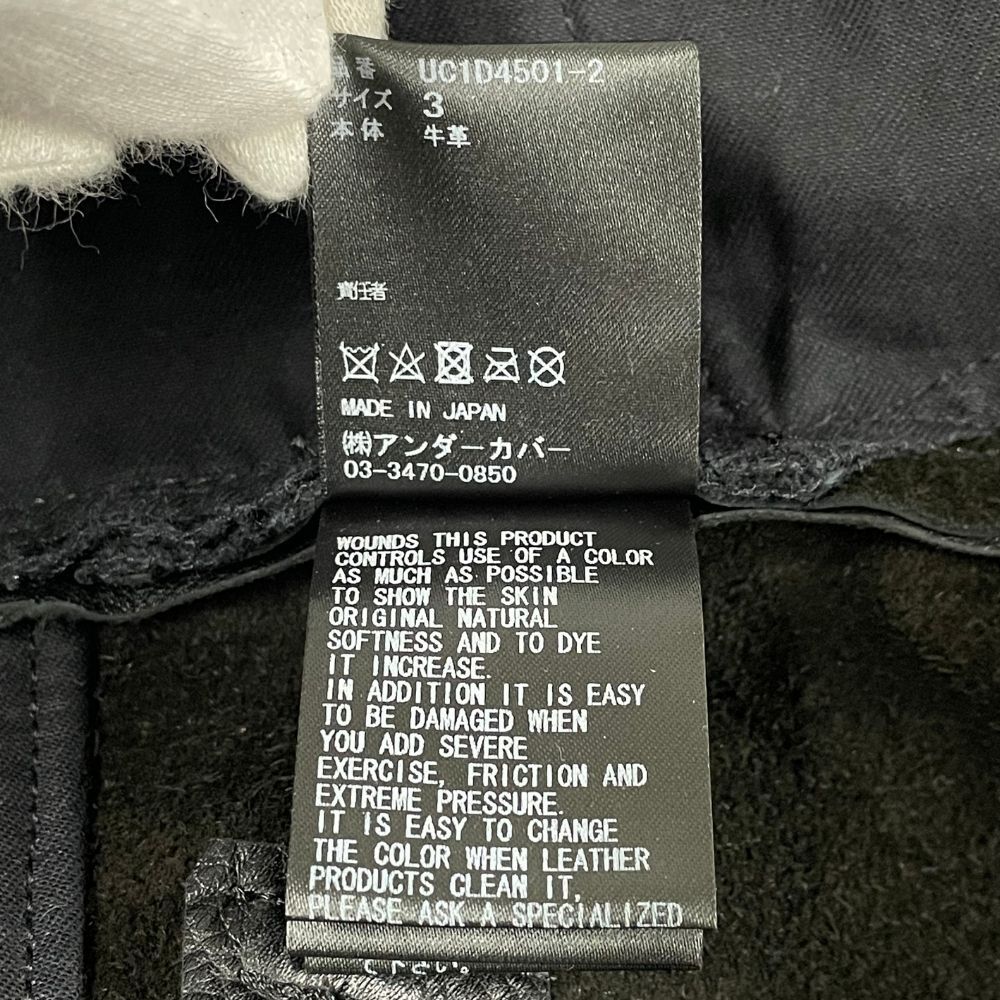 品番 UC1D4501-2
サイズ 3
本体 牛革
責任者
MADE IN JAPAN
㈱アンダーカバー
03-3470-0850
WOUNDS THIS PRODUCT
CONTROLS USE OF A COLOR
AS MUCH AS POSSIBLE
TO SHOW THE SKIN
ORIGINAL NATURAL
SOFTNESS AND TO DYE
IT INCREASE.
IN ADDITION IT IS EASY
TO BE DAMAGED WHEN
YOU ADD SEVERE
EXERCISE, FRICTION AND
EXTREME PRESSURE.
IT IS EASY TO CHANGE
THE COLOR WHEN LEATHER
PRODUCTS CLEAN IT,
PLEASE ASK A SPECIALIZED